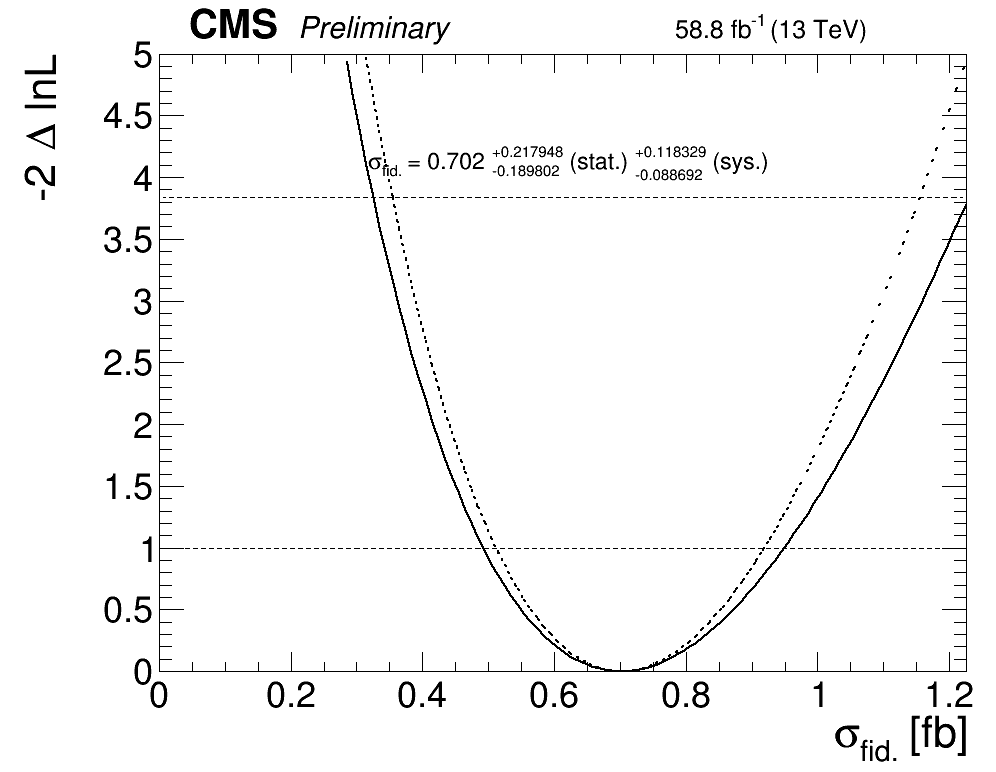 CMS Preliminary 58.8 fb⁻¹ (13 TeV)
-2 Δ lnL
5
4.5
4
3.5
3
2.5
2
1.5
1
0.5
0
σfid. = 0.702 +0.217948 -0.189802 (stat.) +0.118329 -0.088692 (sys.)
0 0.2 0.4 0.6 0.8 1 1.2
σfid. [fb]